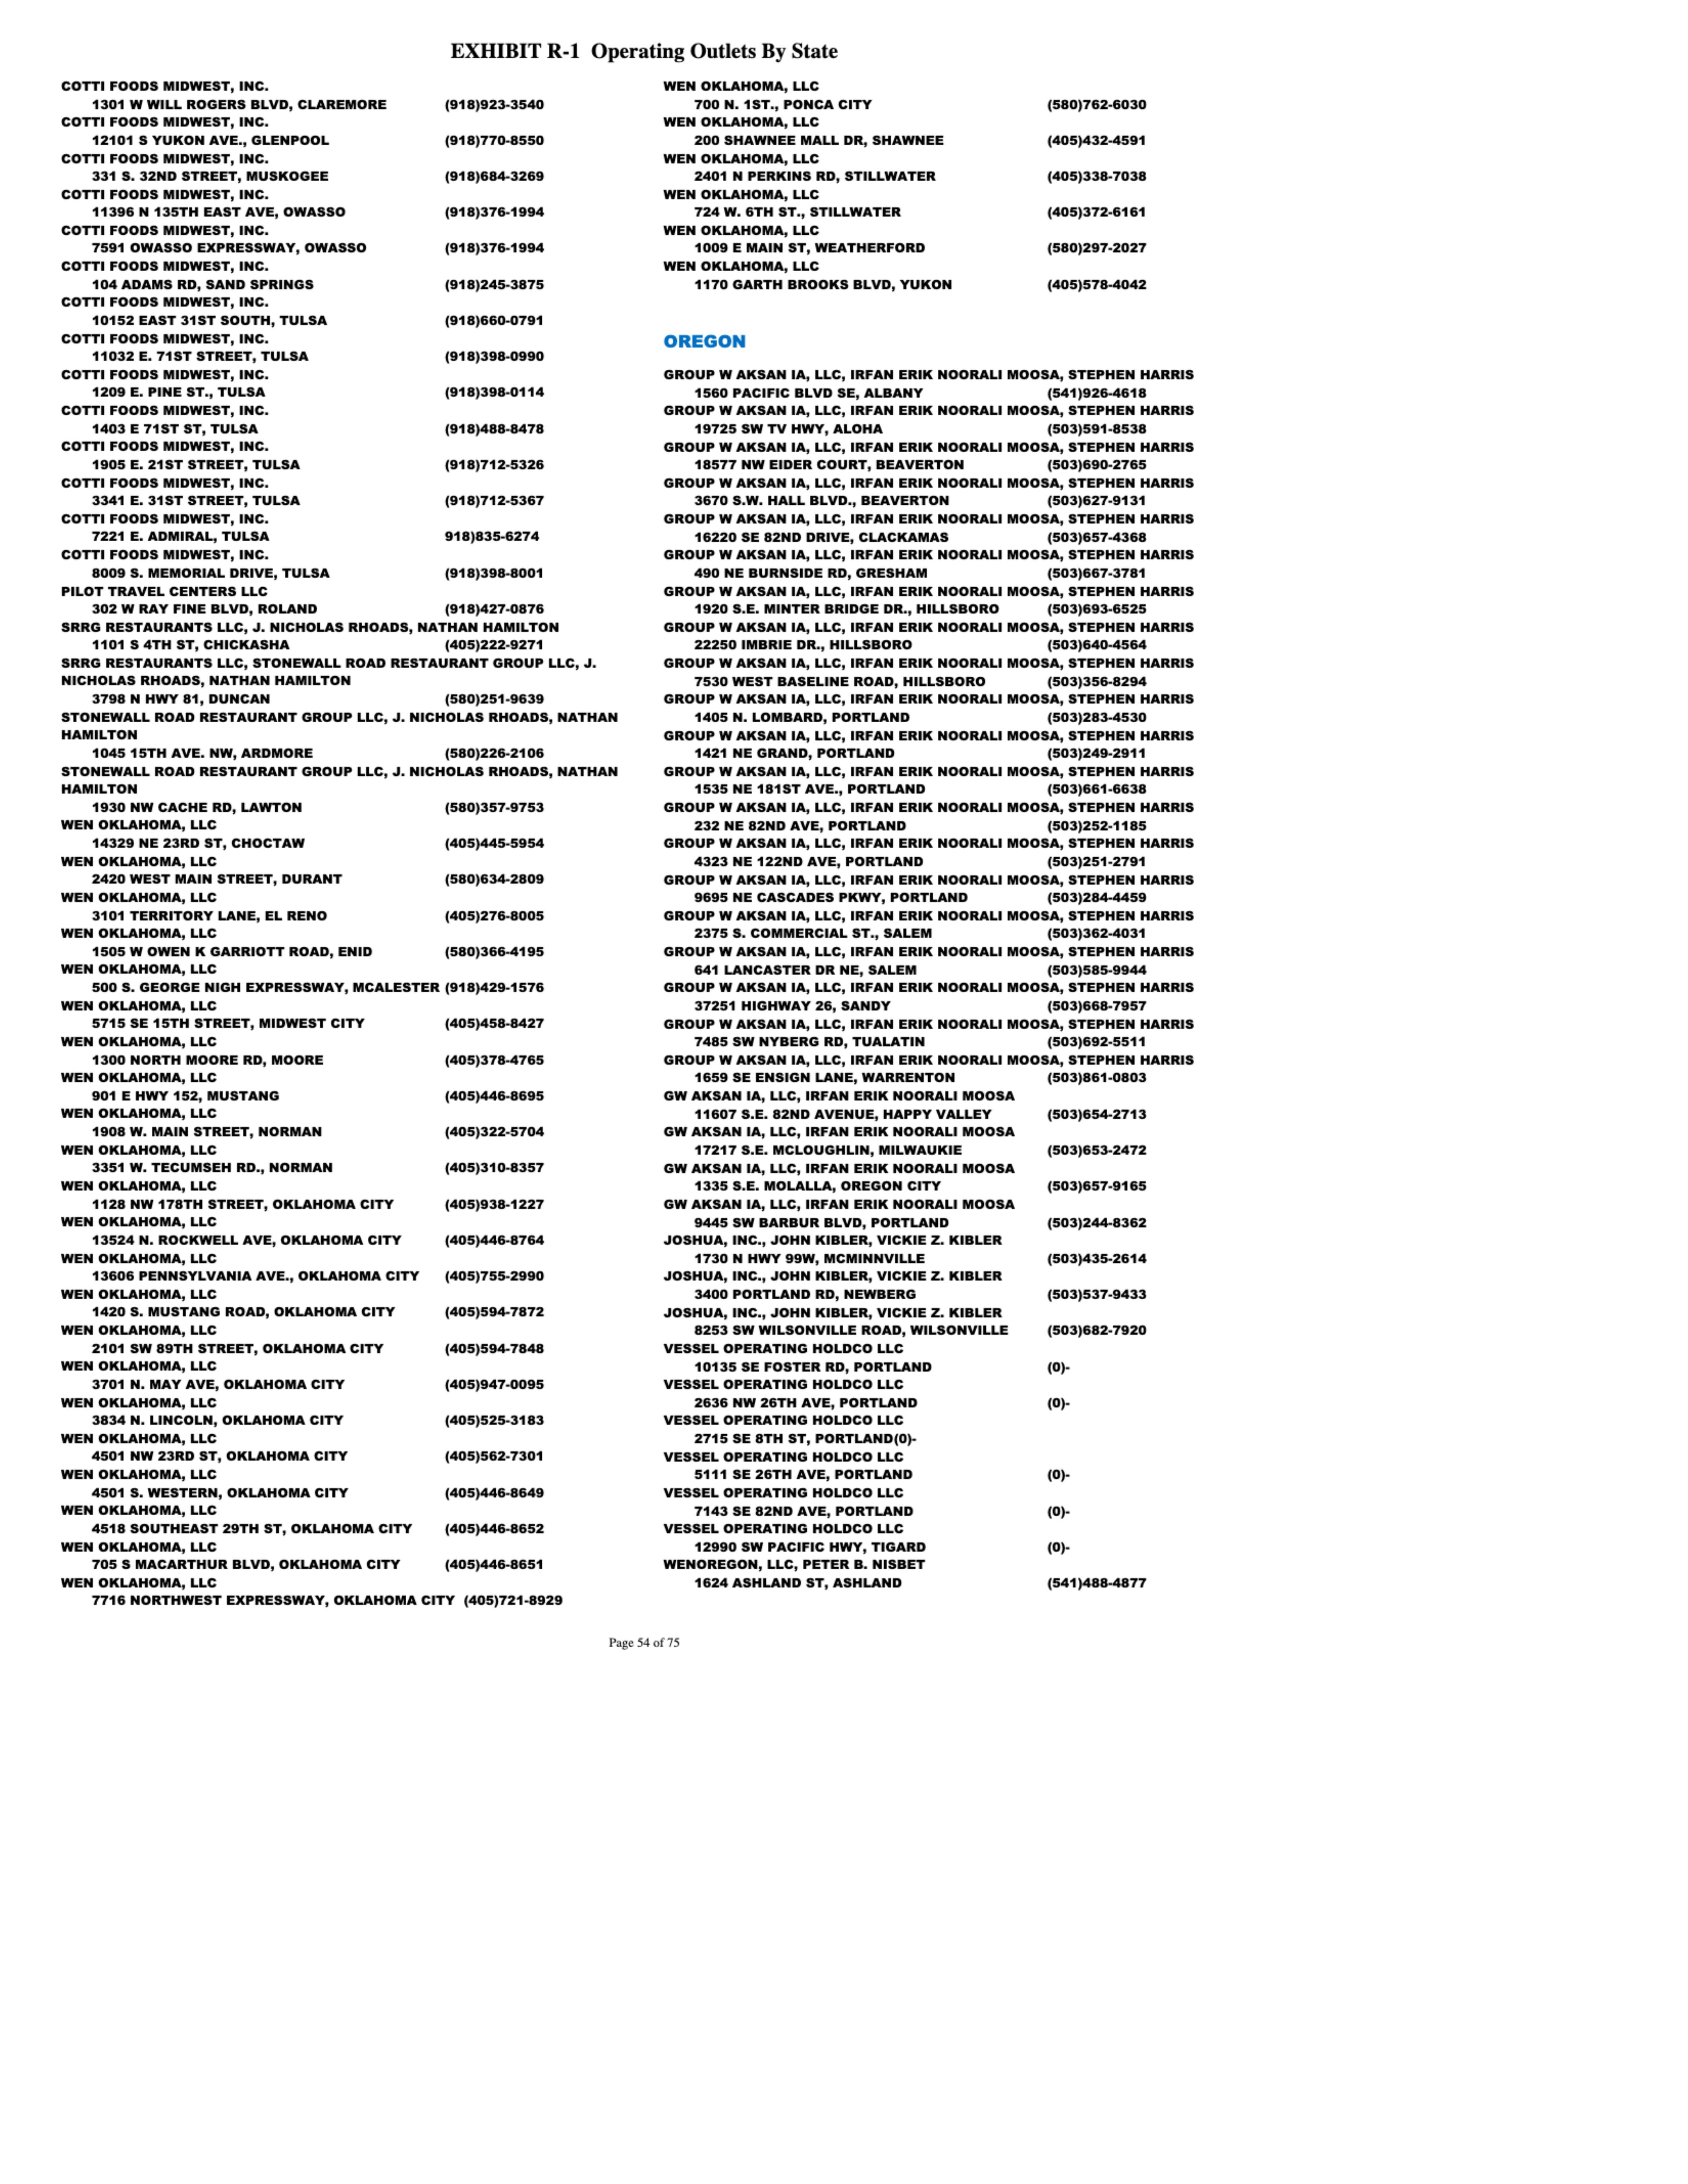 EXHIBIT R-1 Operating Outlets By State
COTTI FOODS MIDWEST, INC.
1301 W WILL ROGERS BLVD, CLAREMORE (918)923-3540
COTTI FOODS MIDWEST, INC.
12101 S YUKON AVE., GLENPOOL (918)770-8550
COTTI FOODS MIDWEST, INC.
331 S. 32ND STREET, MUSKOGEE (918)684-3269
COTTI FOODS MIDWEST, INC.
11396 N 135TH EAST AVE, OWASSO (918)376-1994
COTTI FOODS MIDWEST, INC.
7591 OWASSO EXPRESSWAY, OWASSO (918)376-1994
COTTI FOODS MIDWEST, INC.
104 ADAMS RD, SAND SPRINGS (918)245-3875
COTTI FOODS MIDWEST, INC.
10152 EAST 31ST SOUTH, TULSA (918)660-0791
COTTI FOODS MIDWEST, INC.
11032 E. 71ST STREET, TULSA (918)398-0990
COTTI FOODS MIDWEST, INC.
1209 E. PINE ST., TULSA (918)398-0114
COTTI FOODS MIDWEST, INC.
1403 E 71ST ST, TULSA (918)488-8478
COTTI FOODS MIDWEST, INC.
1905 E. 21ST STREET, TULSA (918)712-5326
COTTI FOODS MIDWEST, INC.
3341 E. 31ST STREET, TULSA (918)712-5367
COTTI FOODS MIDWEST, INC.
7221 E. ADMIRAL, TULSA 918)835-6274
COTTI FOODS MIDWEST, INC.
8009 S. MEMORIAL DRIVE, TULSA (918)398-8001
PILOT TRAVEL CENTERS LLC
302 W RAY FINE BLVD, ROLAND (918)427-0876
SRRG RESTAURANTS LLC, J. NICHOLAS RHOADS, NATHAN HAMILTON
1101 S 4TH ST, CHICKASHA (405)222-9271
SRRG RESTAURANTS LLC, STONEWALL ROAD RESTAURANT GROUP LLC, J.
NICHOLAS RHOADS, NATHAN HAMILTON
3798 N HWY 81, DUNCAN (580)251-9639
STONEWALL ROAD RESTAURANT GROUP LLC, J. NICHOLAS RHOADS, NATHAN
HAMILTON
1045 15TH AVE. NW, ARDMORE (580)226-2106
STONEWALL ROAD RESTAURANT GROUP LLC, J. NICHOLAS RHOADS, NATHAN
HAMILTON
1930 NW CACHE RD, LAWTON (580)357-9753
WEN OKLAHOMA, LLC
14329 NE 23RD ST, CHOCTAW (405)445-5954
WEN OKLAHOMA, LLC
2420 WEST MAIN STREET, DURANT (580)634-2809
WEN OKLAHOMA, LLC
3101 TERRITORY LANE, EL RENO (405)276-8005
WEN OKLAHOMA, LLC
1505 W OWEN K GARRIOTT ROAD, ENID (580)366-4195
WEN OKLAHOMA, LLC
500 S. GEORGE NIGH EXPRESSWAY, MCALESTER (918)429-1576
WEN OKLAHOMA, LLC
5715 SE 15TH STREET, MIDWEST CITY (405)458-8427
WEN OKLAHOMA, LLC
1300 NORTH MOORE RD, MOORE (405)378-4765
WEN OKLAHOMA, LLC
901 E HWY 152, MUSTANG (405)446-8695
WEN OKLAHOMA, LLC
1908 W. MAIN STREET, NORMAN (405)322-5704
WEN OKLAHOMA, LLC
3351 W. TECUMSEH RD., NORMAN (405)310-8357
WEN OKLAHOMA, LLC
1128 NW 178TH STREET, OKLAHOMA CITY (405)938-1227
WEN OKLAHOMA, LLC
13524 N. ROCKWELL AVE, OKLAHOMA CITY (405)446-8764
WEN OKLAHOMA, LLC
13606 PENNSYLVANIA AVE., OKLAHOMA CITY (405)755-2990
WEN OKLAHOMA, LLC
1420 S. MUSTANG ROAD, OKLAHOMA CITY (405)594-7872
WEN OKLAHOMA, LLC
2101 SW 89TH STREET, OKLAHOMA CITY (405)594-7848
WEN OKLAHOMA, LLC
3701 N. MAY AVE, OKLAHOMA CITY (405)947-0095
WEN OKLAHOMA, LLC
3834 N. LINCOLN, OKLAHOMA CITY (405)525-3183
WEN OKLAHOMA, LLC
4501 NW 23RD ST, OKLAHOMA CITY (405)562-7301
WEN OKLAHOMA, LLC
4501 S. WESTERN, OKLAHOMA CITY (405)446-8649
WEN OKLAHOMA, LLC
4518 SOUTHEAST 29TH ST, OKLAHOMA CITY (405)446-8652
WEN OKLAHOMA, LLC
705 S MACARTHUR BLVD, OKLAHOMA CITY (405)446-8651
WEN OKLAHOMA, LLC
7716 NORTHWEST EXPRESSWAY, OKLAHOMA CITY (405)721-8929
WEN OKLAHOMA, LLC
700 N. 1ST., PONCA CITY (580)762-6030
WEN OKLAHOMA, LLC
200 SHAWNEE MALL DR, SHAWNEE (405)432-4591
WEN OKLAHOMA, LLC
2401 N PERKINS RD, STILLWATER (405)338-7038
WEN OKLAHOMA, LLC
724 W. 6TH ST., STILLWATER (405)372-6161
WEN OKLAHOMA, LLC
1009 E MAIN ST, WEATHERFORD (580)297-2027
WEN OKLAHOMA, LLC
1170 GARTH BROOKS BLVD, YUKON (405)578-4042
OREGON
GROUP W AKSAN IA, LLC, IRFAN ERIK NOORALI MOOSA, STEPHEN HARRIS
1560 PACIFIC BLVD SE, ALBANY (541)926-4618
GROUP W AKSAN IA, LLC, IRFAN ERIK NOORALI MOOSA, STEPHEN HARRIS
19725 SW TV HWY, ALOHA (503)591-8538
GROUP W AKSAN IA, LLC, IRFAN ERIK NOORALI MOOSA, STEPHEN HARRIS
18577 NW EIDER COURT, BEAVERTON (503)690-2765
GROUP W AKSAN IA, LLC, IRFAN ERIK NOORALI MOOSA, STEPHEN HARRIS
3670 S.W. HALL BLVD., BEAVERTON (503)627-9131
GROUP W AKSAN IA, LLC, IRFAN ERIK NOORALI MOOSA, STEPHEN HARRIS
16220 SE 82ND DRIVE, CLACKAMAS (503)657-4368
GROUP W AKSAN IA, LLC, IRFAN ERIK NOORALI MOOSA, STEPHEN HARRIS
490 NE BURNSIDE RD, GRESHAM (503)667-3781
GROUP W AKSAN IA, LLC, IRFAN ERIK NOORALI MOOSA, STEPHEN HARRIS
1920 S.E. MINTER BRIDGE DR., HILLSBORO (503)693-6525
GROUP W AKSAN IA, LLC, IRFAN ERIK NOORALI MOOSA, STEPHEN HARRIS
22250 IMBRIE DR., HILLSBORO (503)640-4564
GROUP W AKSAN IA, LLC, IRFAN ERIK NOORALI MOOSA, STEPHEN HARRIS
7530 WEST BASELINE ROAD, HILLSBORO (503)356-8294
GROUP W AKSAN IA, LLC, IRFAN ERIK NOORALI MOOSA, STEPHEN HARRIS
1405 N. LOMBARD, PORTLAND (503)283-4530
GROUP W AKSAN IA, LLC, IRFAN ERIK NOORALI MOOSA, STEPHEN HARRIS
1421 NE GRAND, PORTLAND (503)249-2911
GROUP W AKSAN IA, LLC, IRFAN ERIK NOORALI MOOSA, STEPHEN HARRIS
1535 NE 181ST AVE., PORTLAND (503)661-6638
GROUP W AKSAN IA, LLC, IRFAN ERIK NOORALI MOOSA, STEPHEN HARRIS
232 NE 82ND AVE, PORTLAND (503)252-1185
GROUP W AKSAN IA, LLC, IRFAN ERIK NOORALI MOOSA, STEPHEN HARRIS
4323 NE 122ND AVE, PORTLAND (503)251-2791
GROUP W AKSAN IA, LLC, IRFAN ERIK NOORALI MOOSA, STEPHEN HARRIS
9695 NE CASCADES PKWY, PORTLAND (503)284-4459
GROUP W AKSAN IA, LLC, IRFAN ERIK NOORALI MOOSA, STEPHEN HARRIS
2375 S. COMMERCIAL ST., SALEM (503)362-4031
GROUP W AKSAN IA, LLC, IRFAN ERIK NOORALI MOOSA, STEPHEN HARRIS
641 LANCASTER DR NE, SALEM (503)585-9944
GROUP W AKSAN IA, LLC, IRFAN ERIK NOORALI MOOSA, STEPHEN HARRIS
37251 HIGHWAY 26, SANDY (503)668-7957
GROUP W AKSAN IA, LLC, IRFAN ERIK NOORALI MOOSA, STEPHEN HARRIS
7485 SW NYBERG RD, TUALATIN (503)692-5511
GROUP W AKSAN IA, LLC, IRFAN ERIK NOORALI MOOSA, STEPHEN HARRIS
1659 SE ENSIGN LANE, WARRENTON (503)861-0803
GW AKSAN IA, LLC, IRFAN ERIK NOORALI MOOSA
11607 S.E. 82ND AVENUE, HAPPY VALLEY (503)654-2713
GW AKSAN IA, LLC, IRFAN ERIK NOORALI MOOSA
17217 S.E. MCLOUGHLIN, MILWAUKIE (503)653-2472
GW AKSAN IA, LLC, IRFAN ERIK NOORALI MOOSA
1335 S.E. MOLALLA, OREGON CITY (503)657-9165
GW AKSAN IA, LLC, IRFAN ERIK NOORALI MOOSA
9445 SW BARBUR BLVD, PORTLAND (503)244-8362
JOSHUA, INC., JOHN KIBLER, VICKIE Z. KIBLER
1730 N HWY 99W, MCMINNVILLE (503)435-2614
JOSHUA, INC., JOHN KIBLER, VICKIE Z. KIBLER
3400 PORTLAND RD, NEWBERG (503)537-9433
JOSHUA, INC., JOHN KIBLER, VICKIE Z. KIBLER
8253 SW WILSONVILLE ROAD, WILSONVILLE (503)682-7920
VESSEL OPERATING HOLDCO LLC
10135 SE FOSTER RD, PORTLAND (0)-
VESSEL OPERATING HOLDCO LLC
2636 NW 26TH AVE, PORTLAND (0)-
VESSEL OPERATING HOLDCO LLC
2715 SE 8TH ST, PORTLAND(0)-
VESSEL OPERATING HOLDCO LLC
5111 SE 26TH AVE, PORTLAND (0)-
VESSEL OPERATING HOLDCO LLC
7143 SE 82ND AVE, PORTLAND (0)-
VESSEL OPERATING HOLDCO LLC
12990 SW PACIFIC HWY, TIGARD (0)-
WENOREGON, LLC, PETER B. NISBET
1624 ASHLAND ST, ASHLAND (541)488-4877
Page 54 of 75